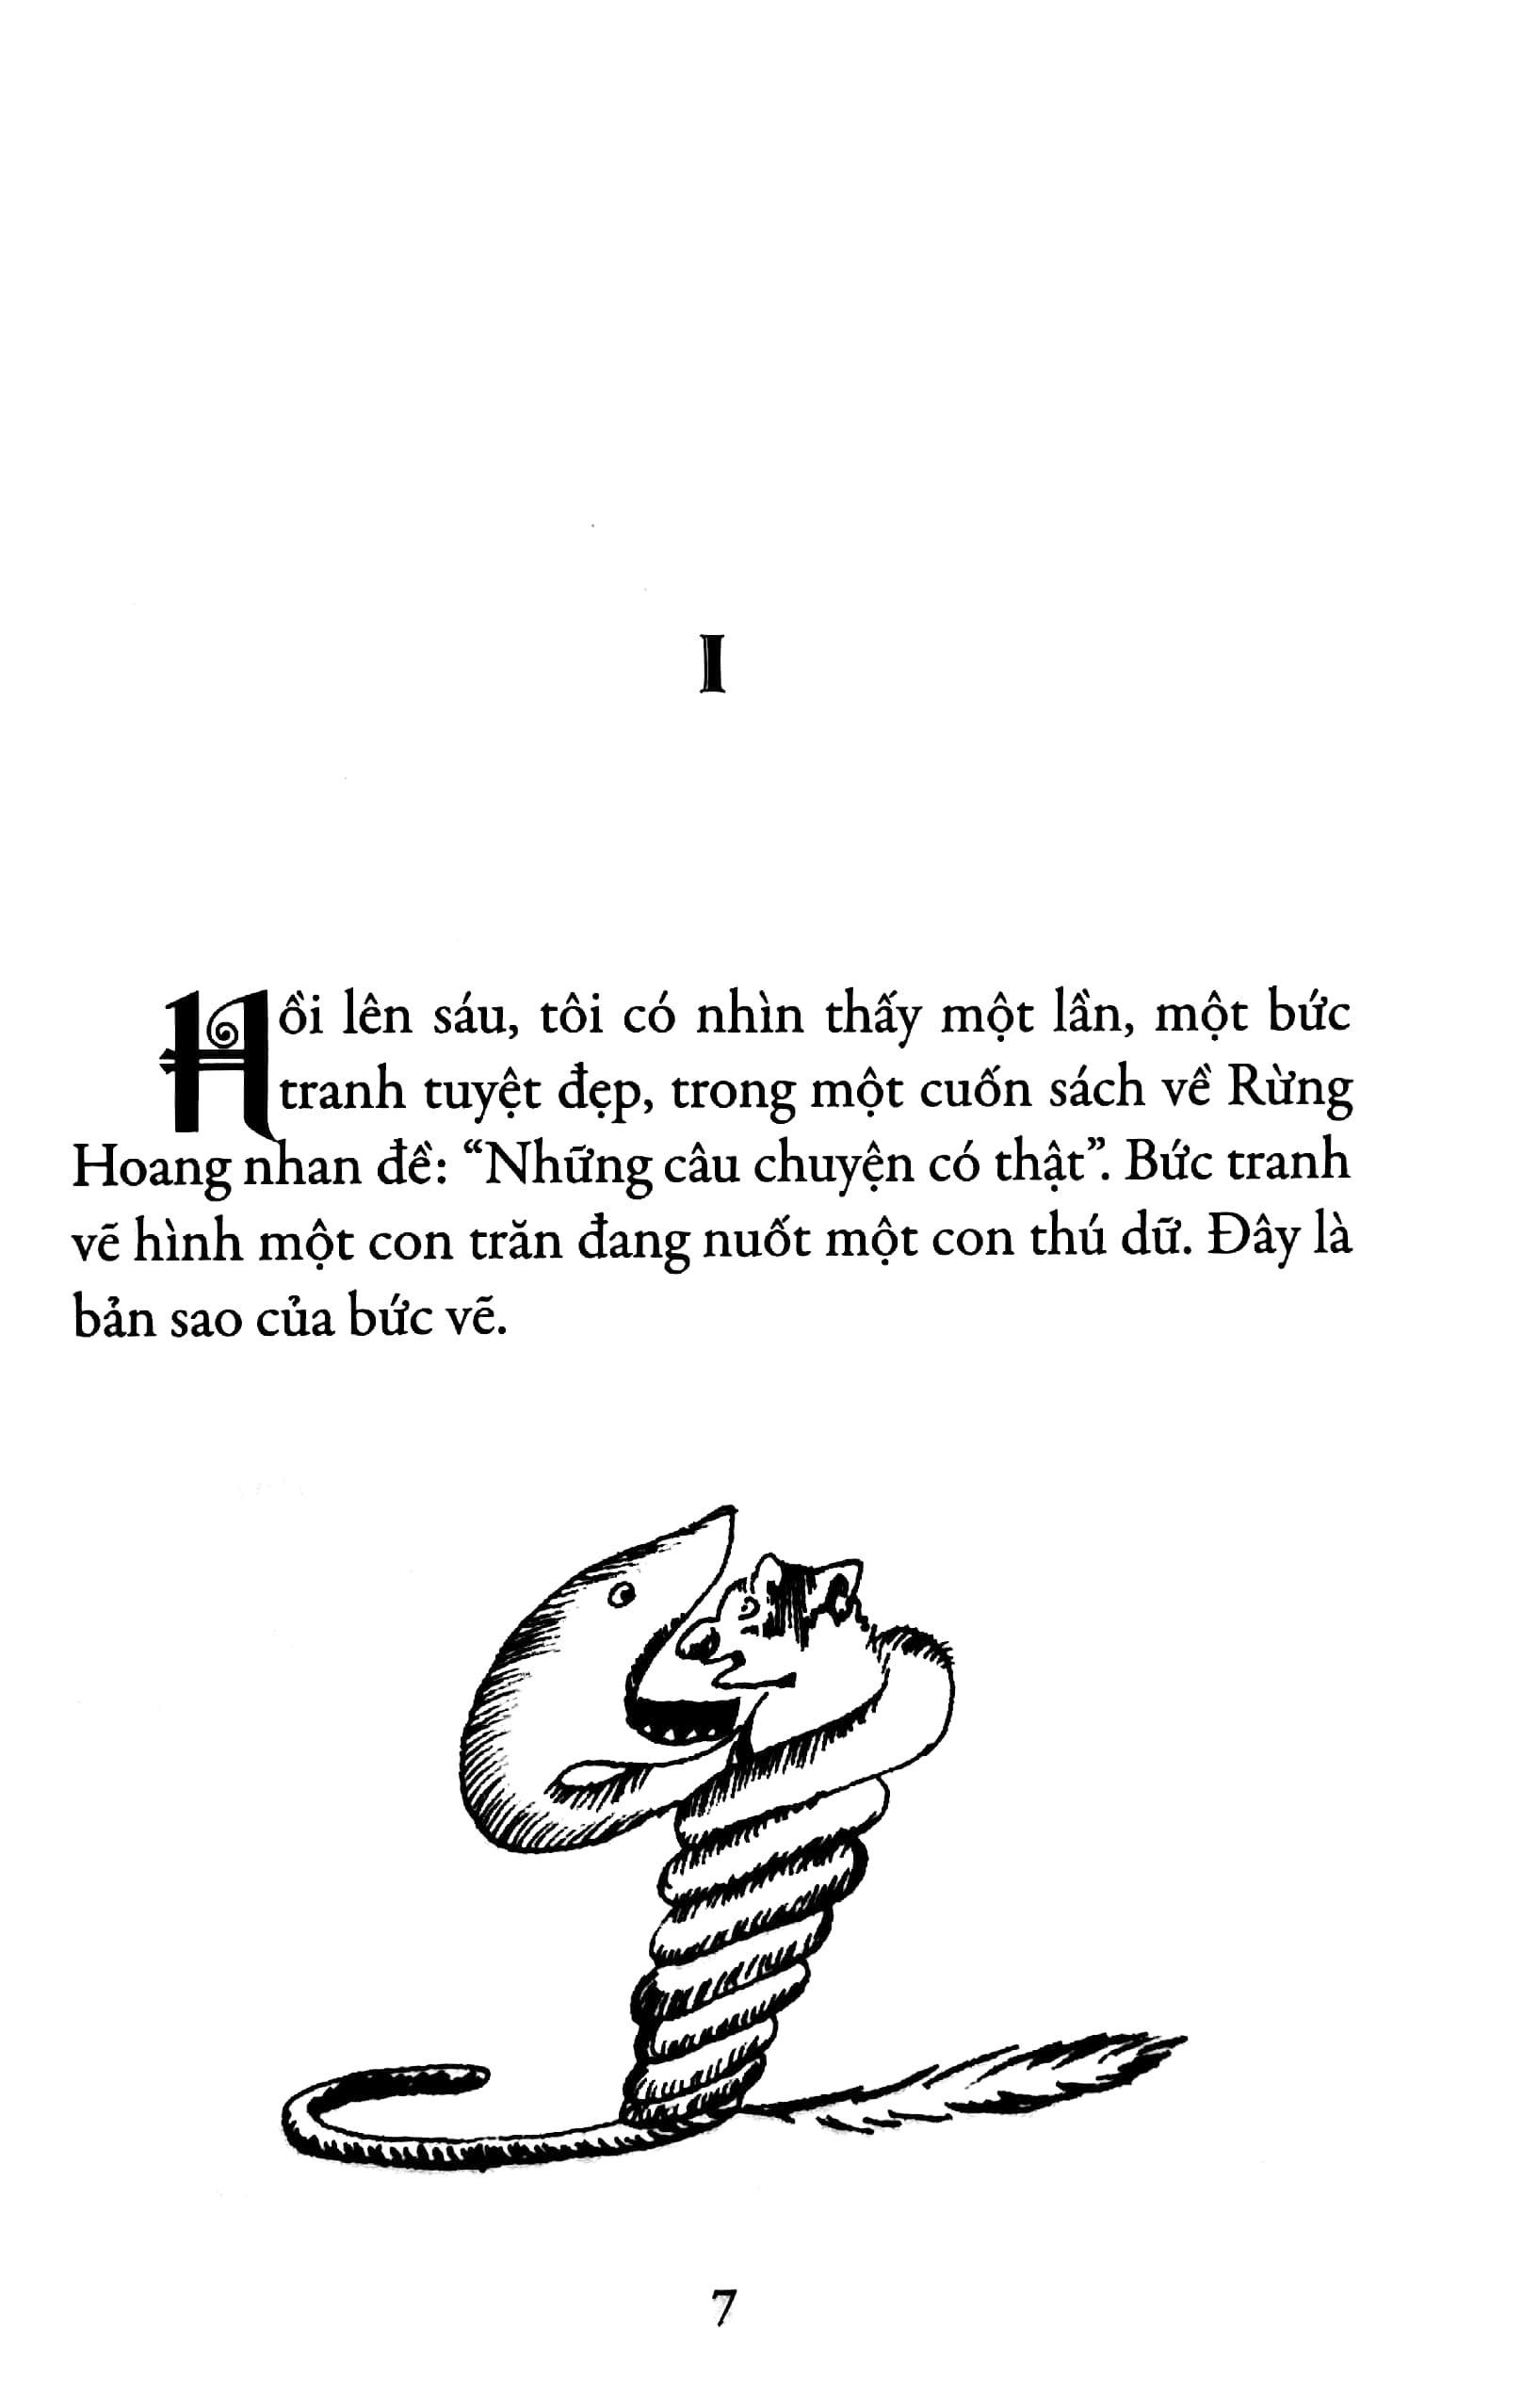 I
Hồi lên sáu, tôi có nhìn thấy một lần, một bức
tranh tuyệt đẹp, trong một cuốn sách về Rừng
Hoang nhan đề: “Những câu chuyện có thật”. Bức tranh
vẽ hình một con trăn đang nuốt một con thú dữ. Đây là
bản sao của bức vẽ.
7